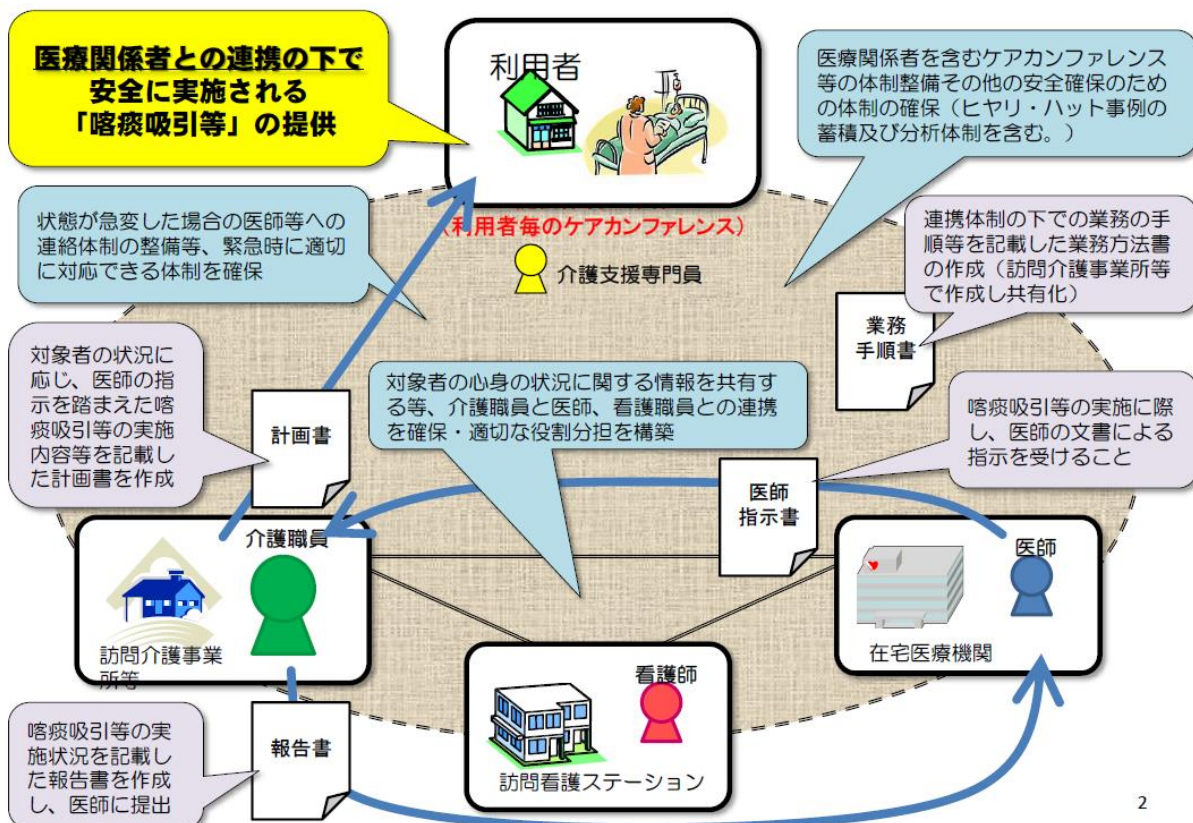 医療関係者との連携の下で
安全に実施される
「喀痰吸引等」の提供
利用者
医療関係者を含むケアカンファレンス
等の体制整備その他の安全確保のため
の体制の確保（ヒヤリ・ハット事例の
蓄積及び分析体制を含む。）
状態が急変した場合の医師等への
連絡体制の整備等、緊急時に適切
に対応できる体制を確保
（利用者毎のケアカンファレンス）
介護支援専門員
連携体制の下での業務の手
順等を記載した業務方法書
の作成（訪問介護事業所等
で作成し共有化）
業務
手順書
対象者の状況に
応じ、医師の指
示を踏まえた喀
痰吸引等の実施
内容等を記載し
た計画書を作成
計画書
対象者の心身の状況に関する情報を共有す
る等、介護職員と医師、看護職員との連携
を確保・適切な役割分担を構築
喀痰吸引等の実施に際
し、医師の文書による
指示を受けること
医師
指示書
介護職員
訪問介護事業
所等
医師
在宅医療機関
看護師
訪問看護ステーション
喀痰吸引等の実
施状況を記載し
た報告書を作成
し、医師に提出
報告書
2